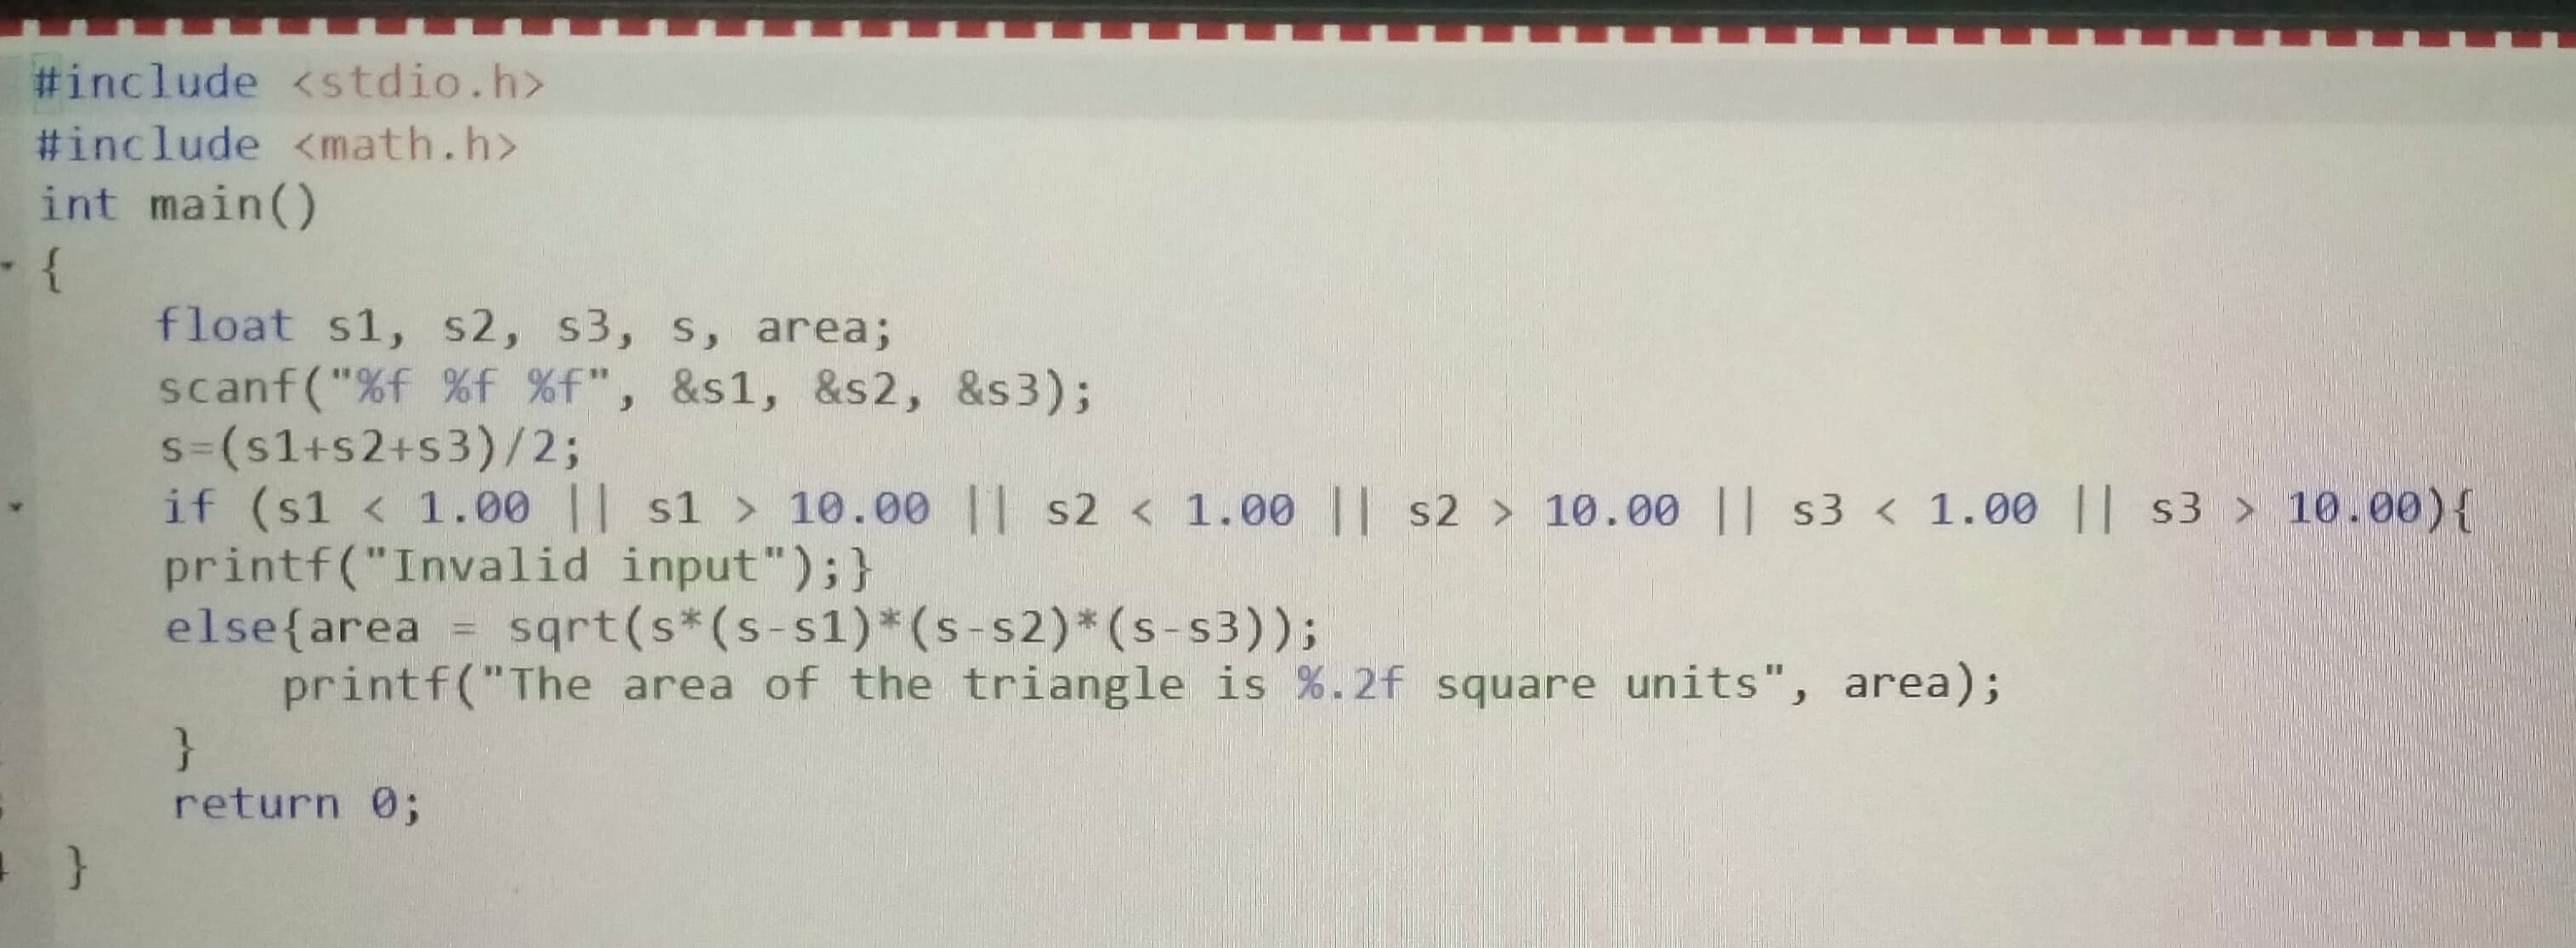 #include <stdio.h>
#include <math.h>
int main()
{
    float s1, s2, s3, s, area;
    scanf("%f %f %f", &s1, &s2, &s3);
    s=(s1+s2+s3)/2;
    if (s1 < 1.00 || s1 > 10.00 || s2 < 1.00 || s2 > 10.00 || s3 < 1.00 || s3 > 10.00){
    printf("Invalid input");}
    else{area = sqrt(s*(s-s1)*(s-s2)*(s-s3));
        printf("The area of the triangle is %.2f square units", area);
    }
    return 0;
}